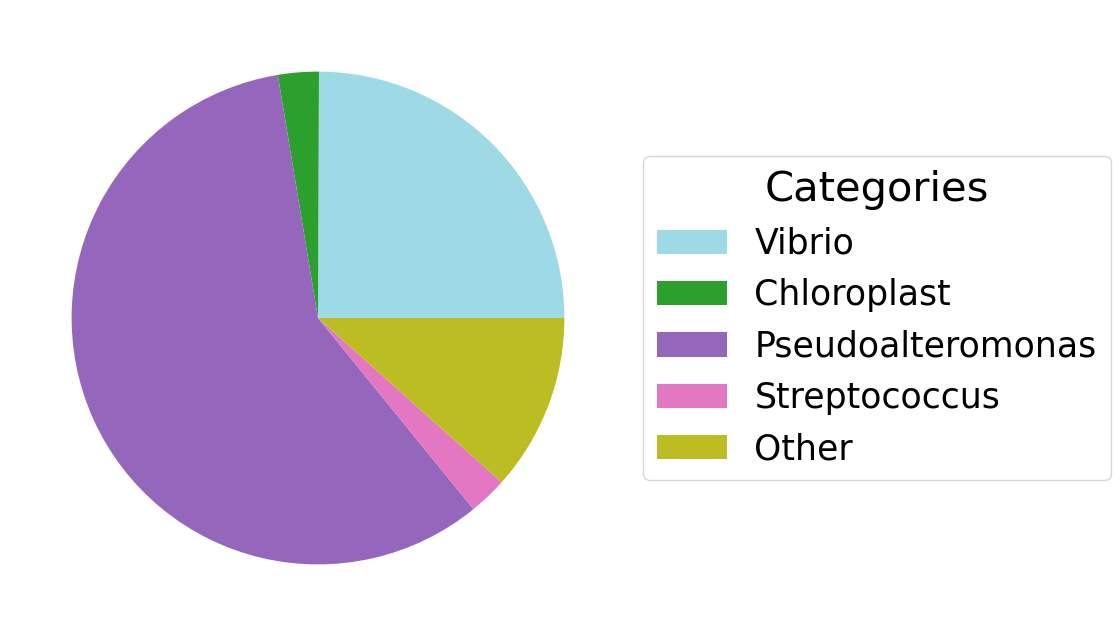 Categories
Vibrio
Chloroplast
Pseudoalteromonas
Streptococcus
Other